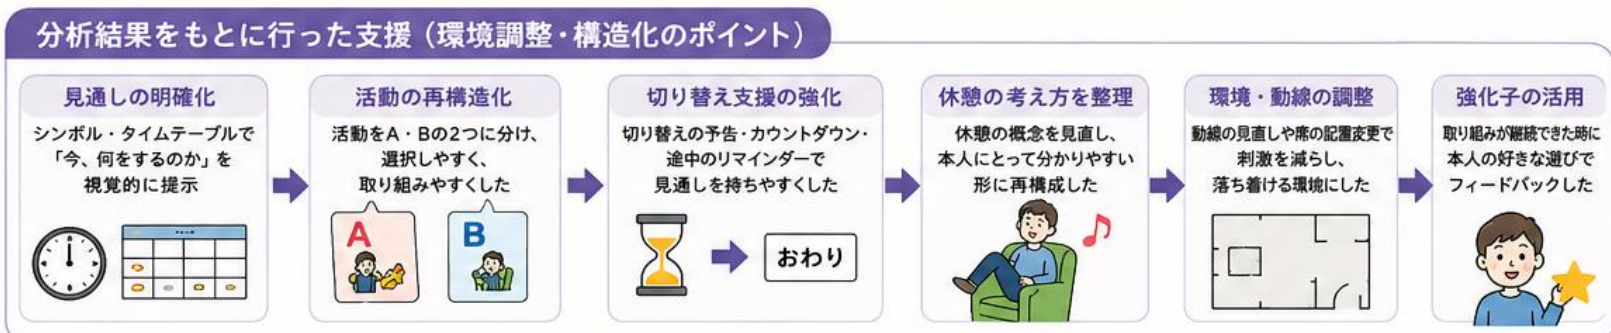 分析結果をもとに行った支援（環境調整・構造化のポイント）
見通しの明確化
シンボル・タイムテーブルで
「今、何をするのか」を
視覚的に提示
活動の再構造化
活動をA・Bの2つに分け、
選択しやすく、
取り組みやすくした
A
B
切り替え支援の強化
切り替えの予告・カウントダウン・
途中のリマインダーで
見通しを持ちやすくした
おわり
休憩の考え方を整理
休憩の概念を見直し、
本人にとって分かりやすい
形に再構成した
環境・動線の調整
動線の見直しや席の配置変更で
刺激を減らし、
落ち着ける環境にした
強化子の活用
取り組みが継続できた時に
本人の好きな遊びで
フィードバックした